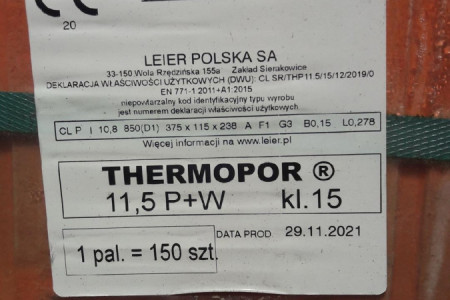 CE
20
LEIER POLSKA SA
33-150 Wola Rzędzińska 155a Zakład Sierakowice
DEKLARACJA WŁAŚCIWOŚCI UŻYTKOWYCH (DWU): CL SR/THP11.5/15/12/2019/0
EN 771-1:2011+A1:2015
niepowtarzalny kod identyfikacyjny typu wyrobu
jest numerem deklaracji właściwości użytkowych
CL P I 10,8 850(D1) 375 x 115 x 238 A F1 G3 B0,15 L0,278
Więcej informacji na www.leier.pl
THERMOPOR ®
11,5 P+W kl.15
1 pal. = 150 szt.
DATA PROD. 29.11.2021